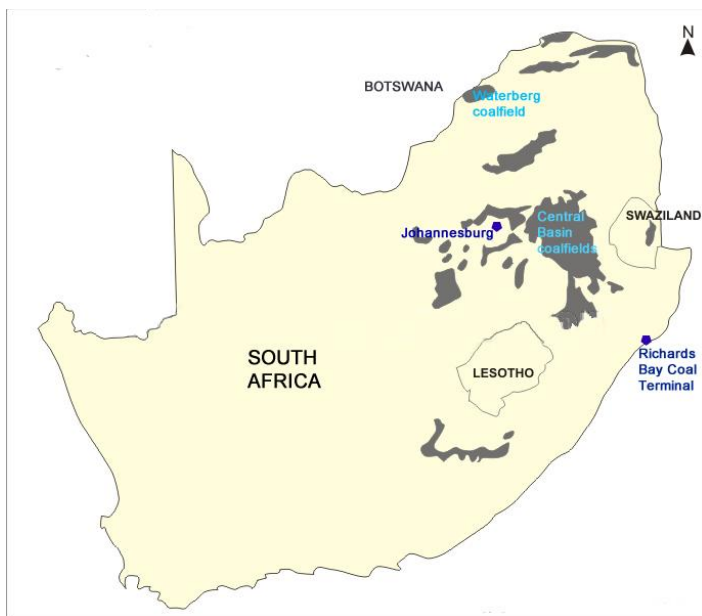 N
BOTSWANA
Waterberg
coalfield
SWAZILAND
Central
Basin
coalfields
Johannesburg
SOUTH
AFRICA
LESOTHO
Richards
Bay Coal
Terminal